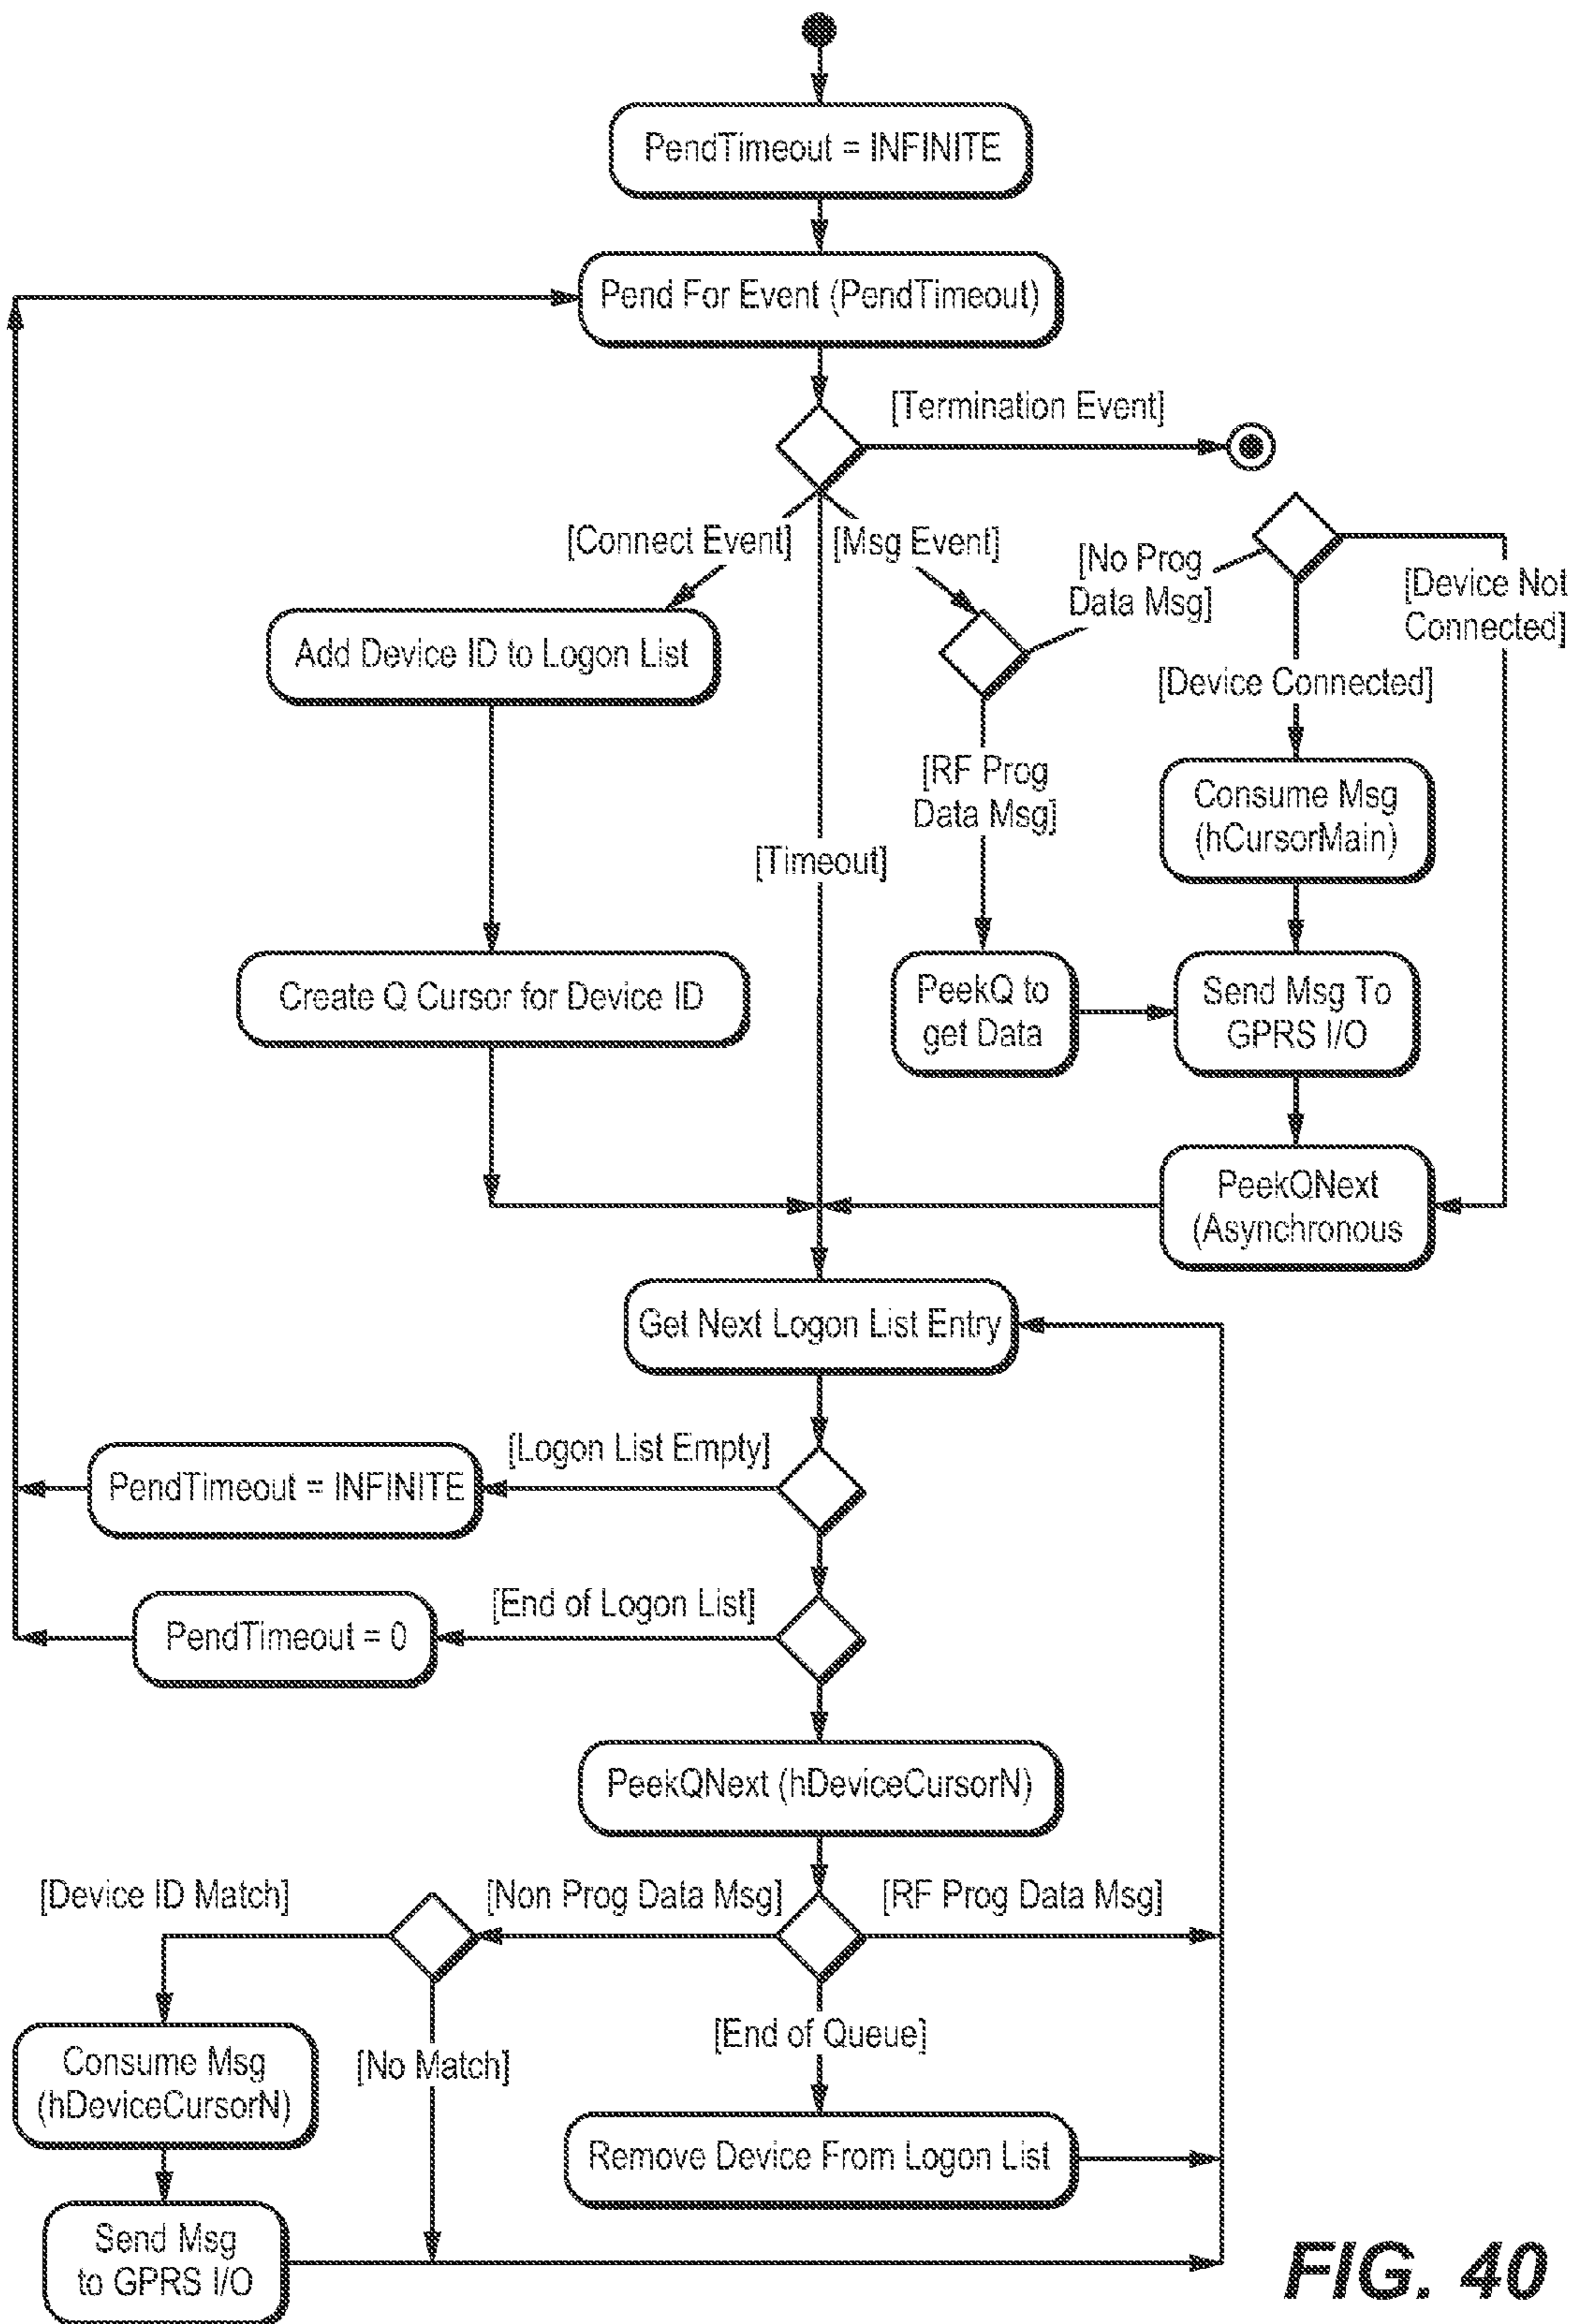 PendTimeout = INFINITE
Pend For Event (PendTimeout)
[Termination Event]
[Connect Event]
[Msg Event]
[No Prog
Data Msg]
[Device Not
Connected]
Add Device ID to Logon List
[Device Connected]
[RF Prog
Data Msg]
Consume Msg
(hCursorMain)
[Timeout]
Create Q Cursor for Device ID
PeekQ to
get Data
Send Msg To
GPRS I/O
PeekQNext
(Asynchronous
Get Next Logon List Entry
[Logon List Empty]
PendTimeout = INFINITE
[End of Logon List]
PendTimeout = 0
PeekQNext (hDeviceCursorN)
[Device ID Match]
[Non Prog Data Msg]
[RF Prog Data Msg]
Consume Msg
(hDeviceCursorN)
[No Match]
[End of Queue]
Remove Device From Logon List
Send Msg
to GPRS I/O
FIG. 40